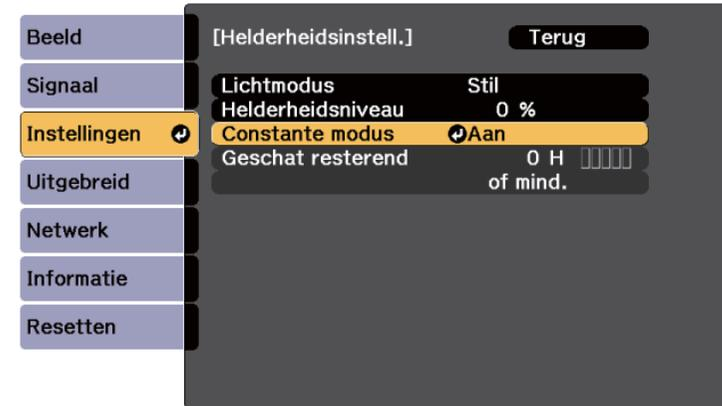 Beeld
Signaal
Instellingen
Uitgebreid
Netwerk
Informatie
Resetten
[Helderheidsinstell.] Terug
Lichtmodus Stil
Helderheidsniveau 0 %
Constante modus Aan
Geschat resterend 0 H
of mind.